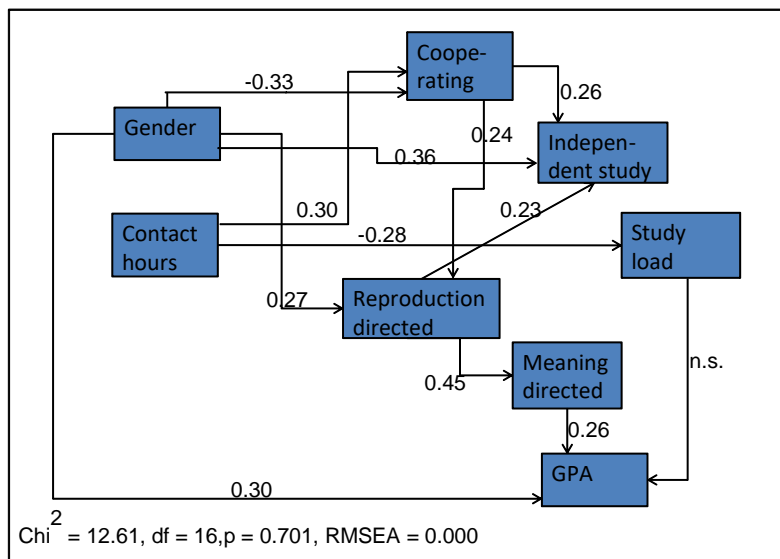 Coope-
rating
-0.33
0.26
Gender
0.24
Indepen-
dent study
0.36
0.30
0.23
Contact
hours
-0.28
Study
load
0.27
Reproduction
directed
n.s.
Meaning
directed
0.45
0.26
GPA
0.30
Chi² = 12.61, df = 16,p = 0.701, RMSEA = 0.000